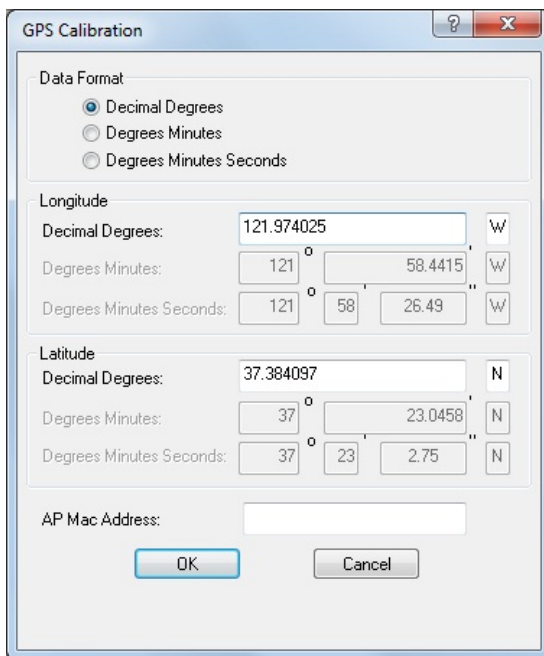 GPS Calibration ? X
Data Format
Decimal Degrees
Degrees Minutes
Degrees Minutes Seconds
Longitude
Decimal Degrees: 121.974025 W
Degrees Minutes: 121 ° 58.4415 ' W
Degrees Minutes Seconds: 121 ° 58 ' 26.49 " W
Latitude
Decimal Degrees: 37.384097 N
Degrees Minutes: 37 ° 23.0458 ' N
Degrees Minutes Seconds: 37 ° 23 ' 2.75 " N
AP Mac Address:
OK Cancel